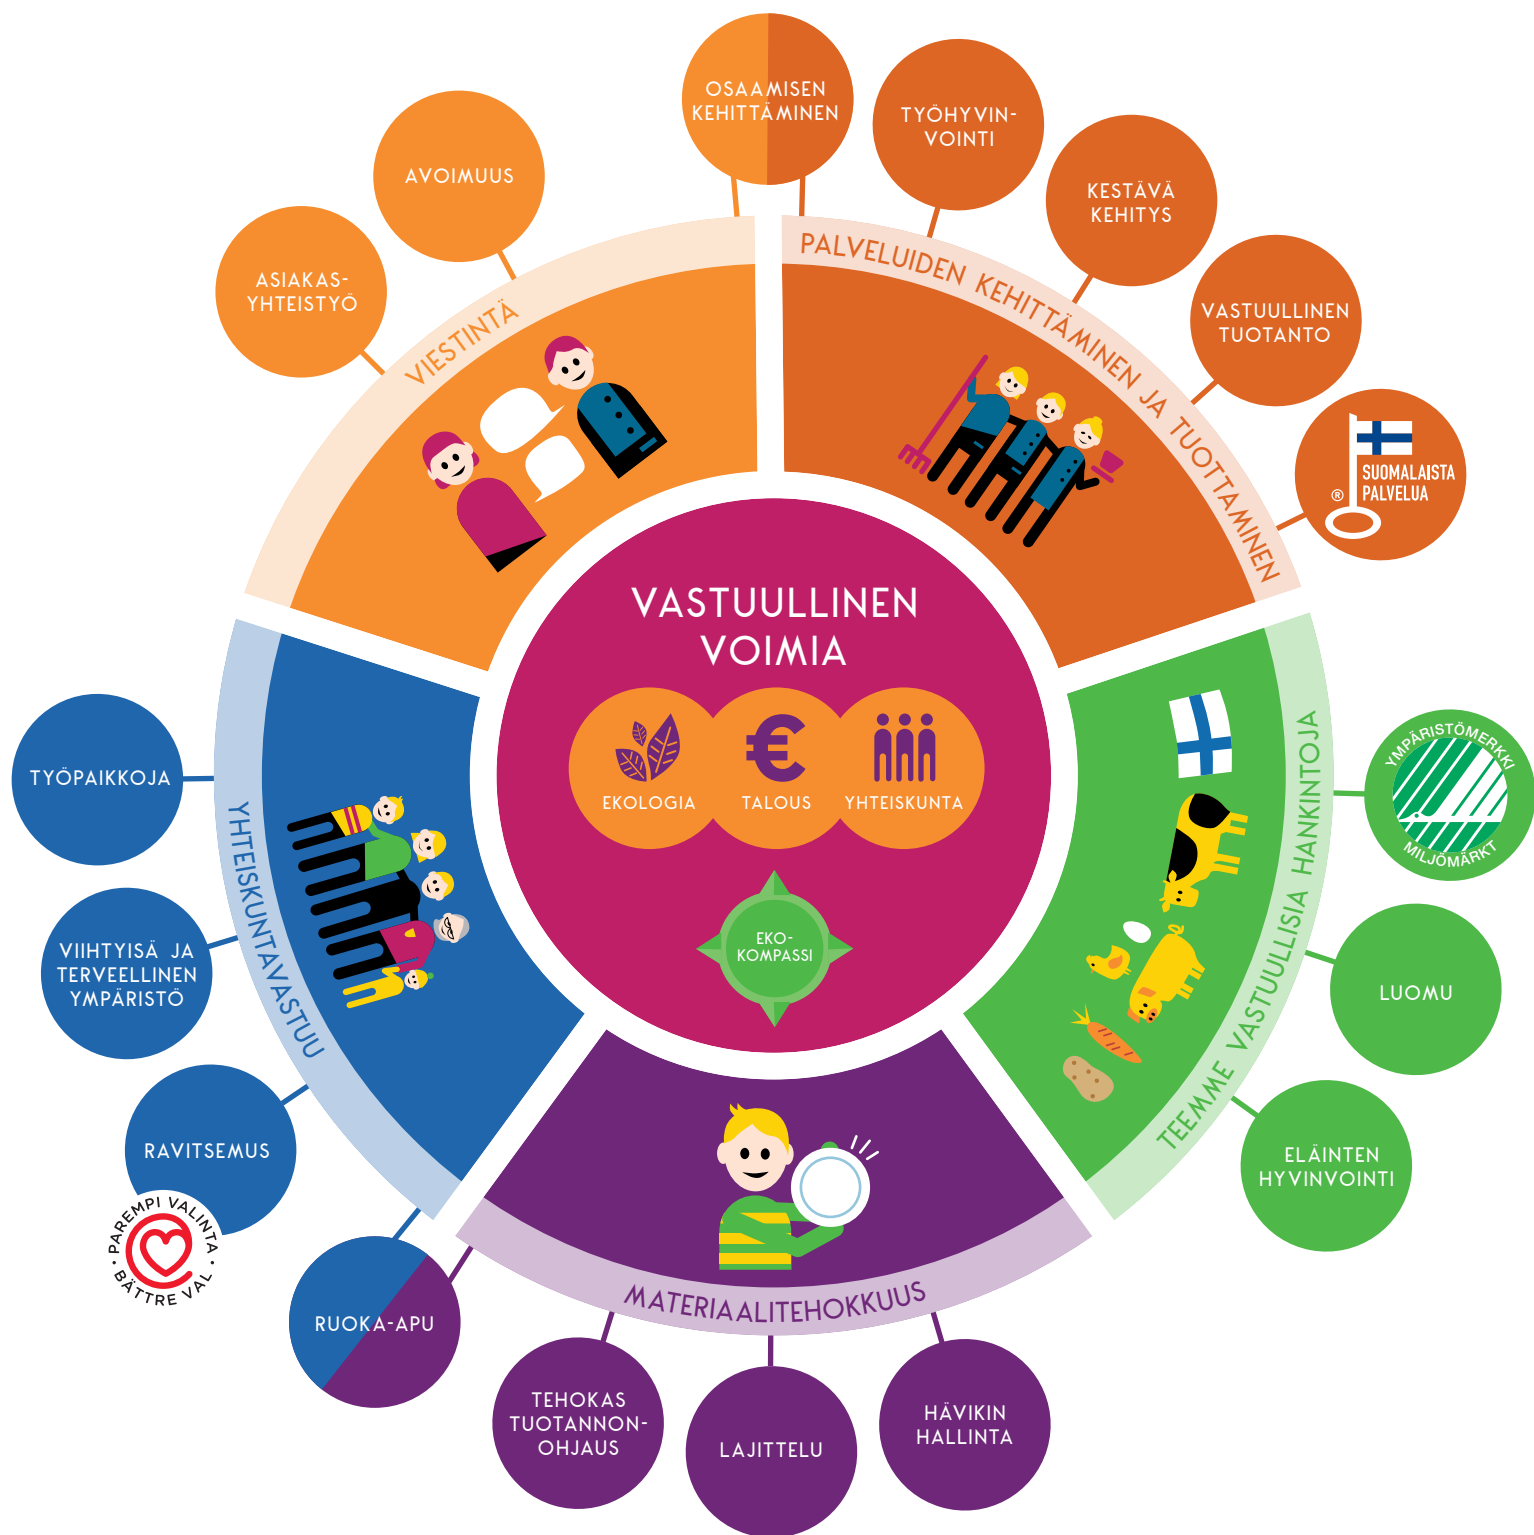 OSAAMISEN
KEHITTÄMINEN
TYÖHYVIN-
VOINTI
KESTÄVÄ
KEHITYS
VASTUULLINEN
TUOTANTO
SUOMALAISTA
PALVELUA
®
AVOIMUUS
ASIAKAS-
YHTEISTYÖ
VIESTINTÄ
PALVELUIDEN KEHITTÄMINEN JA TUOTTAMINEN
VASTUULLINEN
VOIMIA
EKOLOGIA
TALOUS
YHTEISKUNTA
EKO-
KOMPASSI
TEEMME VASTUULLISIA HANKINTOJA
YMPÄRISTÖMERKKI
MILJÖMÄRKT
LUOMU
ELÄINTEN
HYVINVOINTI
YHTEISKUNTAVASTUU
TYÖPAIKKOJA
VIIHTYISÄ JA
TERVEELLINEN
YMPÄRISTÖ
RAVITSEMUS
PAREMPI VALINTA
BÄTTRE VAL
RUOKA-APU
MATERIAALITEHOKKUUS
TEHOKAS
TUOTANNON-
OHJAUS
LAJITTELU
HÄVIKIN
HALLINTA